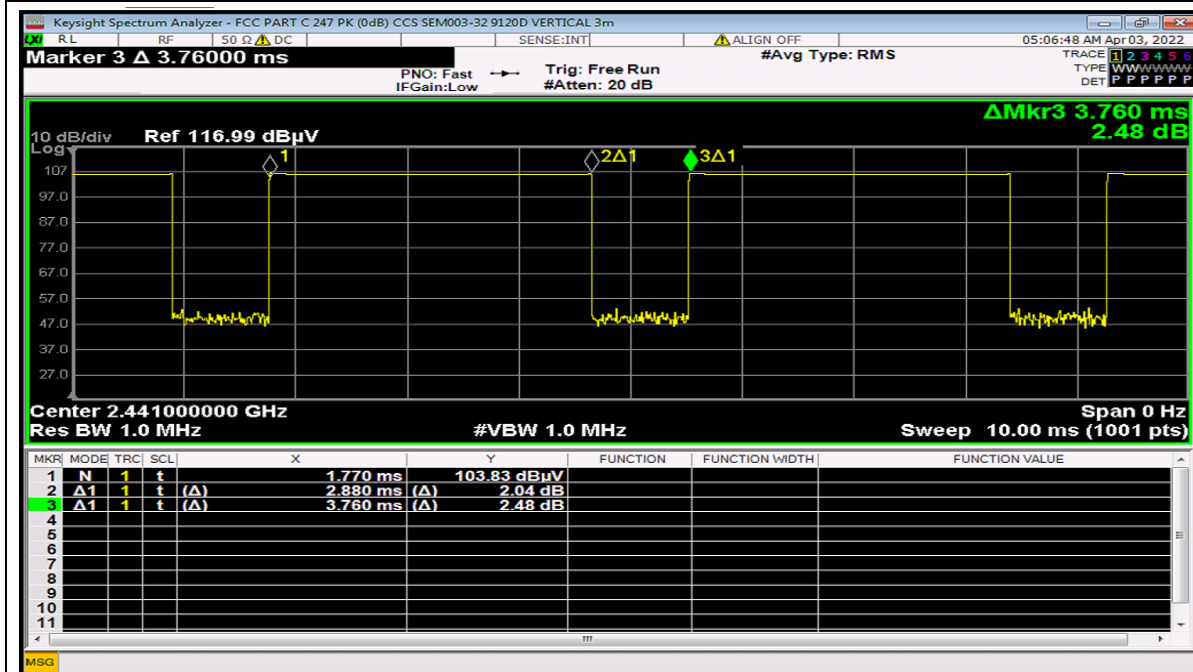 Keysight Spectrum Analyzer - FCC PART C 247 PK (0dB) CCS SEM003-32 9120D VERTICAL 3m
LXI RL RF 50 Ω DC SENSE:INT ALIGN OFF 05:06:48 AM Apr 03, 2022
Marker 3 Δ 3.76000 ms
#Avg Type: RMS
TRACE 1 2 3 4 5 6
PNO: Fast Trig: Free Run
TYPE WWWWWW
IFGain:Low #Atten: 20 dB
DET P P P P P P
ΔMkr3 3.760 ms
10 dB/div Ref 116.99 dBµV 2.48 dB
Log
1 2Δ1 3Δ1
107
97.0
87.0
77.0
67.0
57.0
47.0
37.0
27.0
Center 2.441000000 GHz Span 0 Hz
Res BW 1.0 MHz #VBW 1.0 MHz Sweep 10.00 ms (1001 pts)
MKR MODE TRC SCL X Y FUNCTION FUNCTION WIDTH FUNCTION VALUE
1 N 1 t 1.770 ms 103.83 dBµV
2 Δ1 1 t (Δ) 2.880 ms (Δ) 2.04 dB
3 Δ1 1 t (Δ) 3.760 ms (Δ) 2.48 dB
4
5
6
7
8
9
10
11
MSG